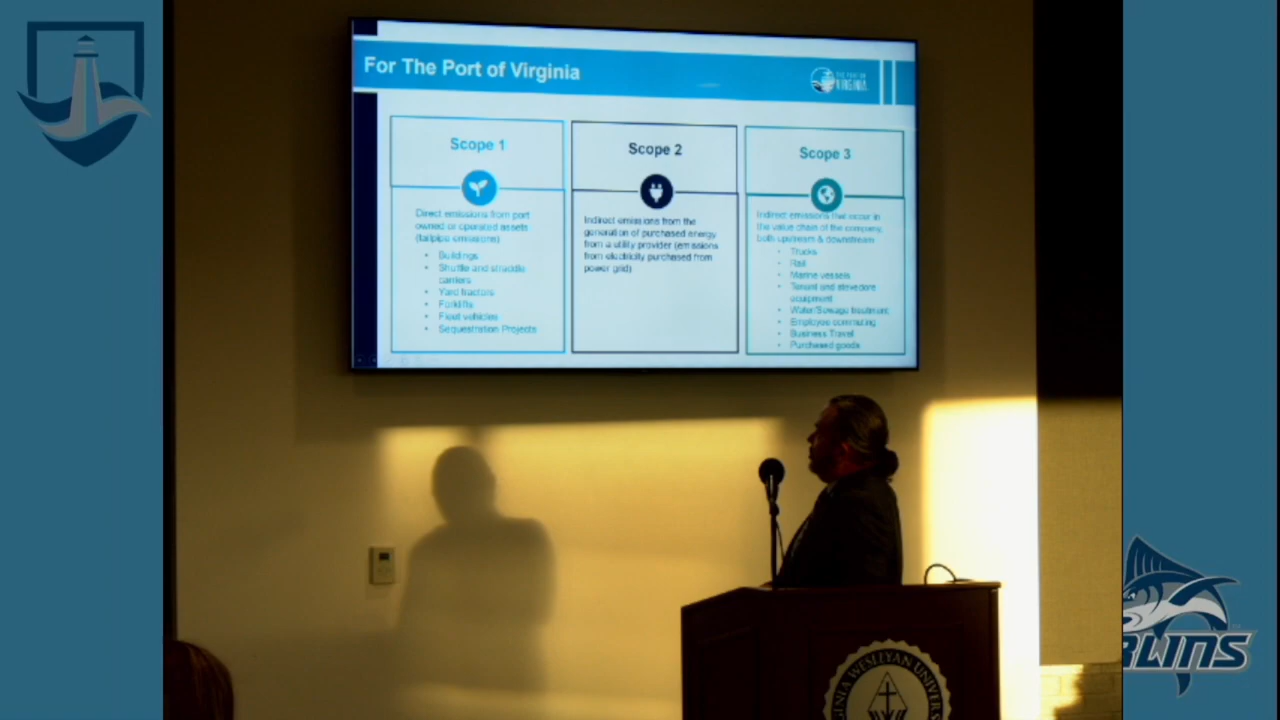 For The Port of Virginia
THE PORT OF
VIRGINIA
Scope 1
Direct emissions from port
owned or operated assets
(tailpipe emissions)
• Buildings
• Shuttle and straddle
carriers
• Yard tractors
• Forklifts
• Fleet vehicles
• Sequestration Projects
Scope 2
Indirect emissions from the
generation of purchased energy
from a utility provider (emissions
from electricity purchased from
power grid)
Scope 3
Indirect emissions that occur in
the value chain of the company,
both upstream & downstream
• Trucks
• Rail
• Marine vessels
• Tenant and stevedore
equipment
• Water/Sewage treatment
• Employee commuting
• Business Travel
• Purchased goods
INIA WESLEYAN UNIVE
RLINS